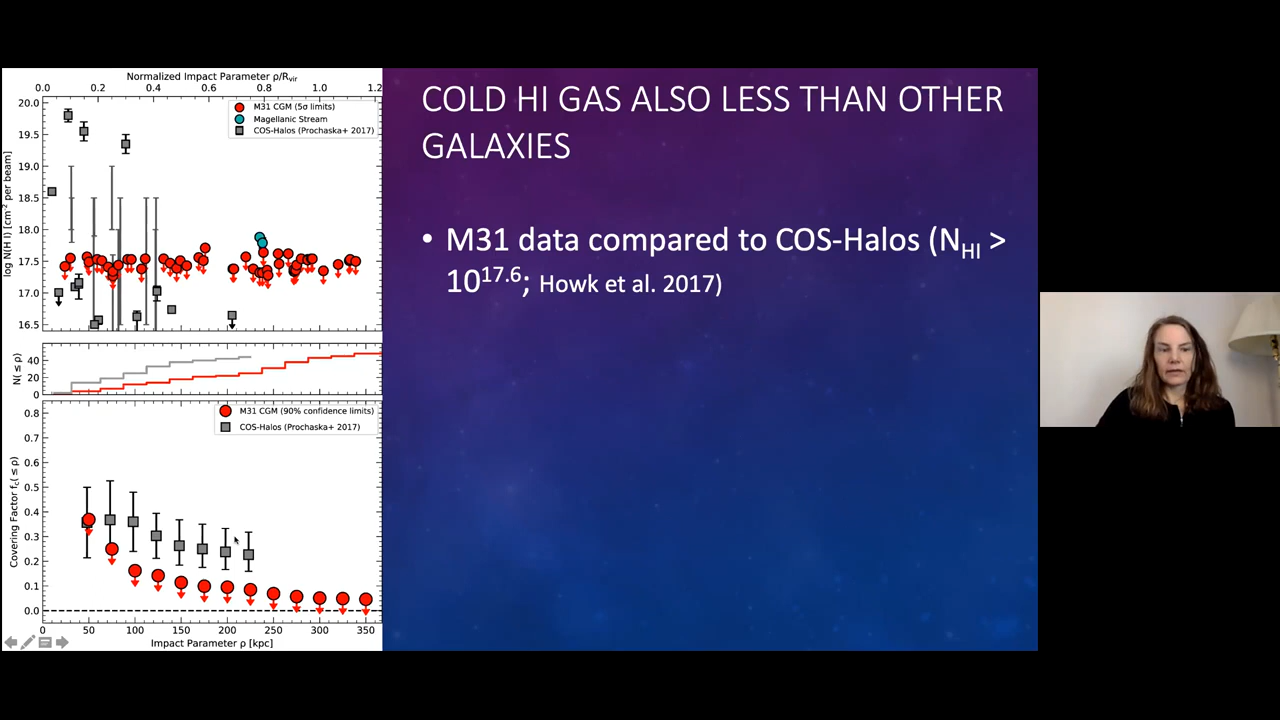 Normalized Impact Parameter ρ/Rvir
0.0 0.2 0.4 0.6 0.8 1.0 1.2
M31 CGM (5σ limits)
Magellanic Stream
COS-Halos (Prochaska+ 2017)
log N(H I) [cm⁻² per beam]
20.0
19.5
19.0
18.5
18.0
17.5
17.0
16.5
N(≤ρ)
40
20
0
M31 CGM (90% confidence limits)
COS-Halos (Prochaska+ 2017)
Covering Factor fc(≤ρ)
0.8
0.7
0.6
0.5
0.4
0.3
0.2
0.1
0.0
0 50 100 150 200 250 300 350
Impact Parameter ρ [kpc]
COLD HI GAS ALSO LESS THAN OTHER
GALAXIES
• M31 data compared to COS-Halos (NHI >
10¹⁷·⁶; Howk et al. 2017)